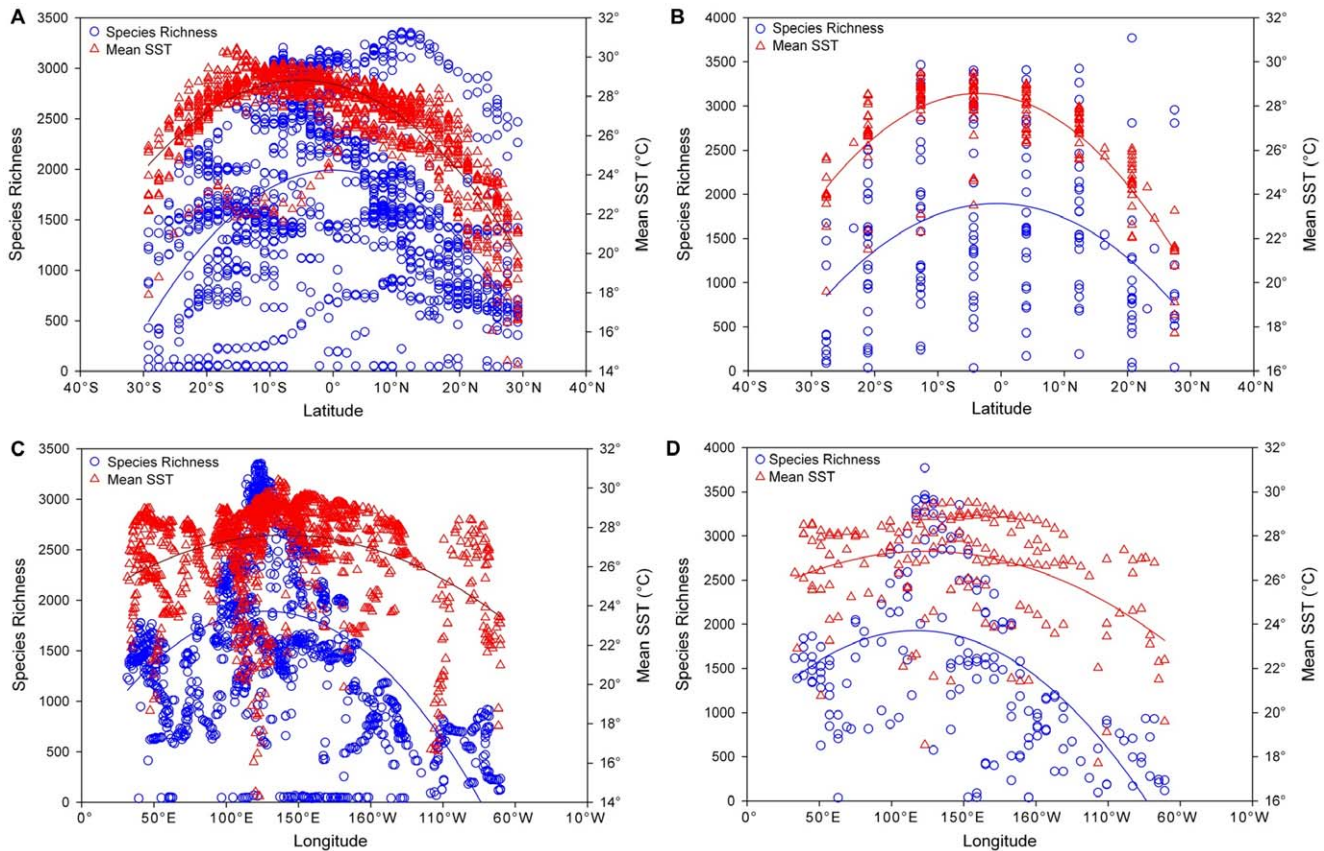 A
Species Richness
Mean SST
3500
3000
2500
2000
1500
1000
500
0
Species Richness
32°
30°
28°
26°
24°
22°
20°
18°
16°
14°
Mean SST (°C)
40°S 30°S 20°S 10°S 0° 10°N 20°N 30°N 40°N
Latitude
B
Species Richness
Mean SST
4000
3500
3000
2500
2000
1500
1000
500
0
Species Richness
32°
30°
28°
26°
24°
22°
20°
18°
16°
Mean SST (°C)
40°S 30°S 20°S 10°S 0° 10°N 20°N 30°N 40°N
Latitude
C
Species Richness
Mean SST
3500
3000
2500
2000
1500
1000
500
0
Species Richness
32°
30°
28°
26°
24°
22°
20°
18°
16°
14°
Mean SST (°C)
0° 50°E 100°E 150°E 160°W 110°W 60°W 10°W
Longitude
D
Species Richness
Mean SST
4000
3500
3000
2500
2000
1500
1000
500
0
Species Richness
32°
30°
28°
26°
24°
22°
20°
18°
16°
Mean SST (°C)
0° 50°E 100°E 150°E 160°W 110°W 60°W 10°W
Longitude